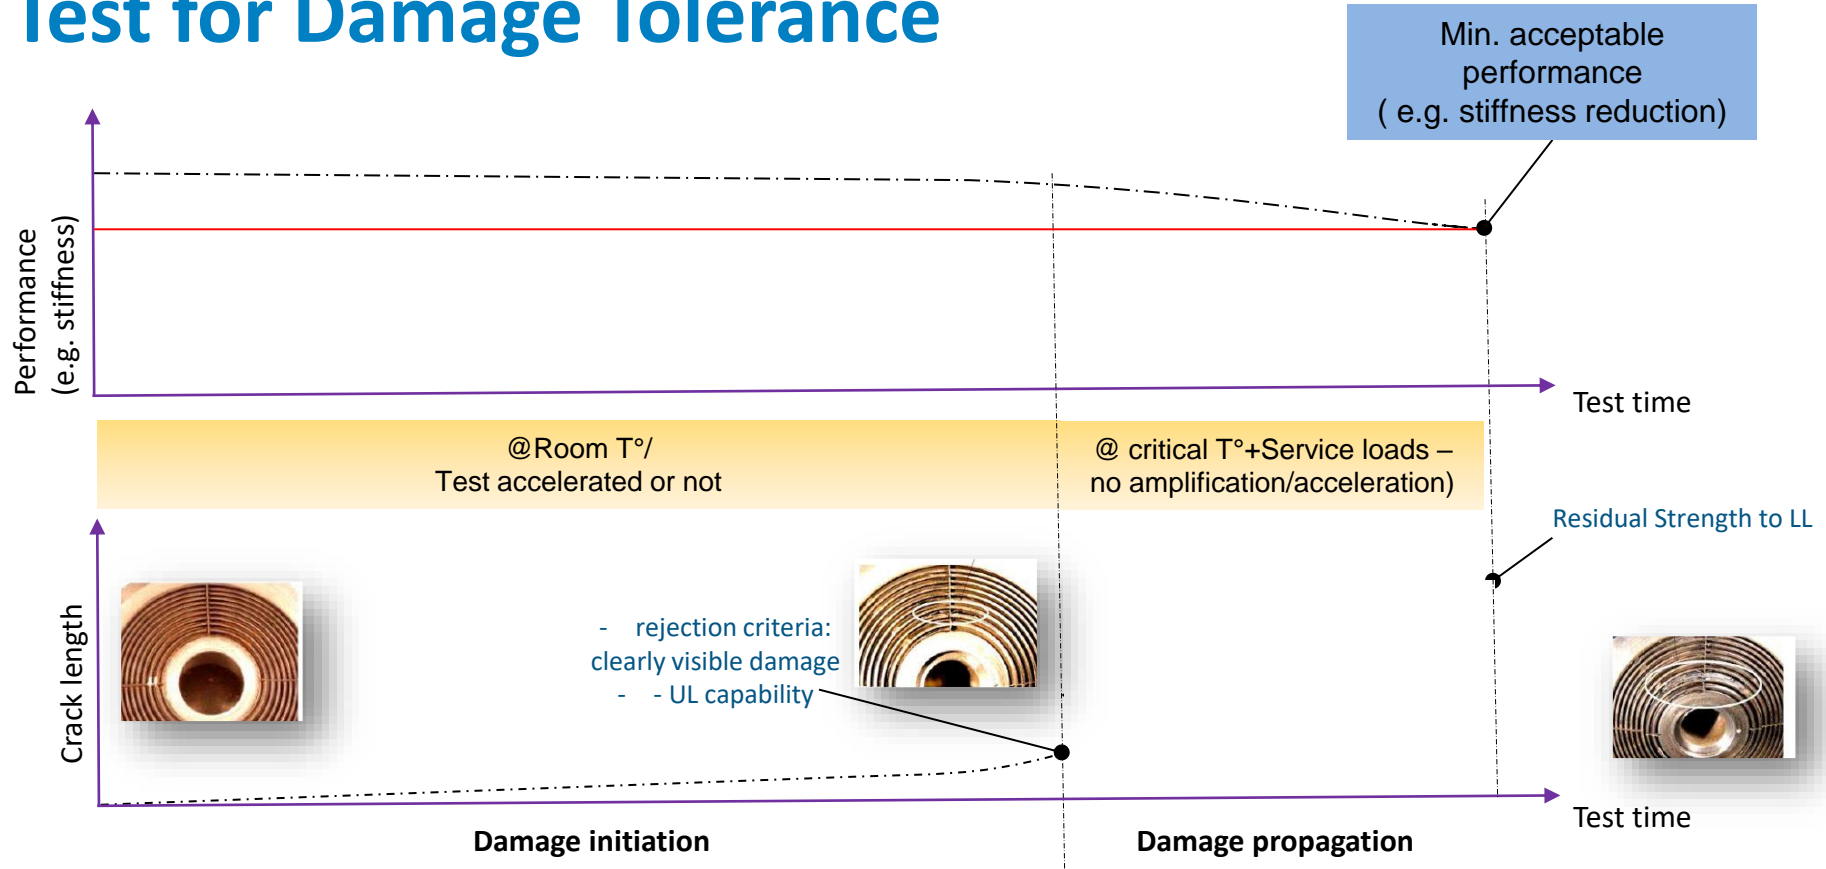 Test for Damage Tolerance
Min. acceptable
performance
( e.g. stiffness reduction)
Performance
(e.g. stiffness)
Test time
@Room T°/
Test accelerated or not
@ critical T°+Service loads –
no amplification/acceleration)
Residual Strength to LL
Crack length
- rejection criteria:
clearly visible damage
- - UL capability
Test time
Damage initiation
Damage propagation